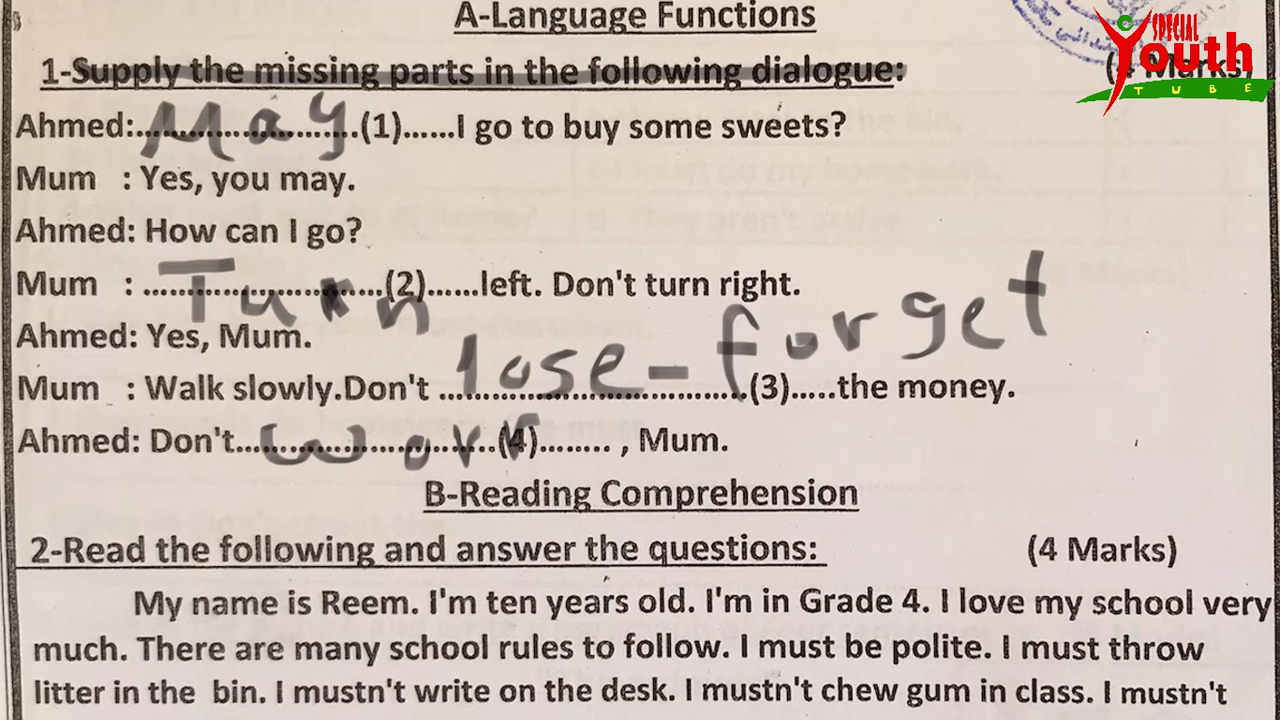 A-Language Functions
SPECIAL
Youth
TUBE
1-Supply the missing parts in the following dialogue:
(4 Marks)
May
Ahmed:.........................(1)......I go to buy some sweets?
Mum : Yes, you may.
Ahmed: How can I go?
Turn
Mum : ...........................(2)......left. Don't turn right.
Ahmed: Yes, Mum.
lose-forget
Mum : Walk slowly.Don't ..................................(3).....the money.
Ahmed: Don't.............................(4)........ , Mum.
B-Reading Comprehension
2-Read the following and answer the questions: (4 Marks)
My name is Reem. I'm ten years old. I'm in Grade 4. I love my school very
much. There are many school rules to follow. I must be polite. I must throw
litter in the bin. I mustn't write on the desk. I mustn't chew gum in class. I mustn't